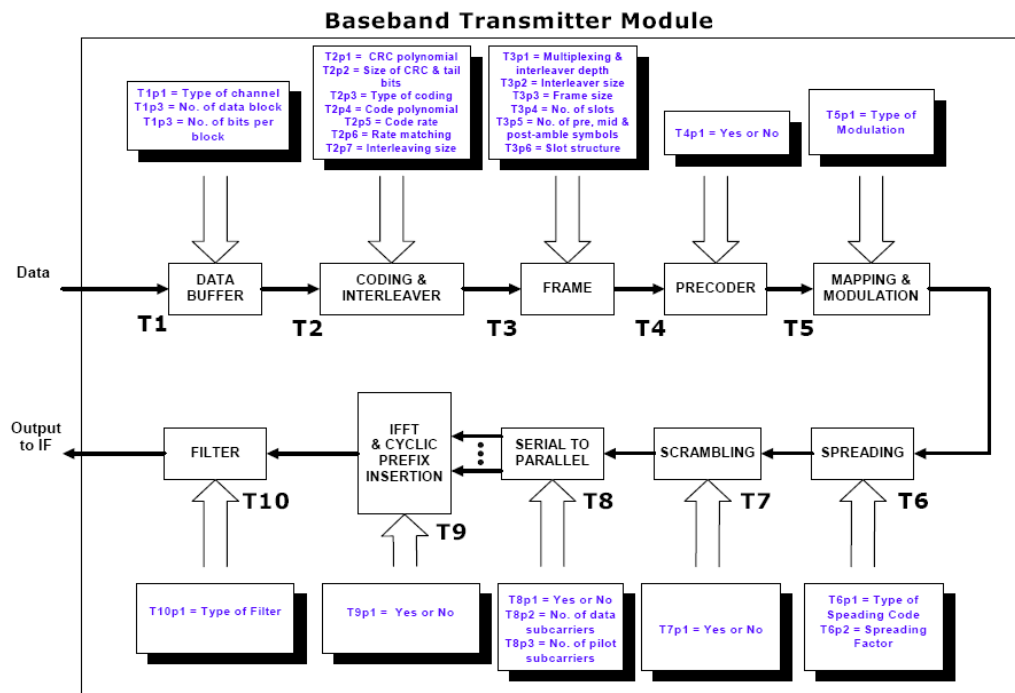 Baseband Transmitter Module
T1p1 = Type of channel
T1p3 = No. of data block
T1p3 = No. of bits per
block
T2p1 = CRC polynomial
T2p2 = Size of CRC & tail
bits
T2p3 = Type of coding
T2p4 = Code polynomial
T2p5 = Code rate
T2p6 = Rate matching
T2p7 = Interleaving size
T3p1 = Multiplexing &
interleaver depth
T3p2 = Interleaver size
T3p3 = Frame size
T3p4 = No. of slots
T3p5 = No. of pre, mid &
post-amble symbols
T3p6 = Slot structure
T4p1 = Yes or No
T5p1 = Type of
Modulation
Data
DATA
BUFFER
CODING &
INTERLEAVER
FRAME
PRECODER
MAPPING &
MODULATION
T1
T2
T3
T4
T5
Output
to IF
FILTER
IFFT
& CYCLIC
PREFIX
INSERTION
SERIAL TO
PARALLEL
SCRAMBLING
SPREADING
T10
T9
T8
T7
T6
T10p1 = Type of Filter
T9p1 = Yes or No
T8p1 = Yes or No
T8p2 = No. of data
subcarriers
T8p3 = No. of pilot
subcarriers
T7p1 = Yes or No
T6p1 = Type of
Speading Code
T6p2 = Spreading
Factor